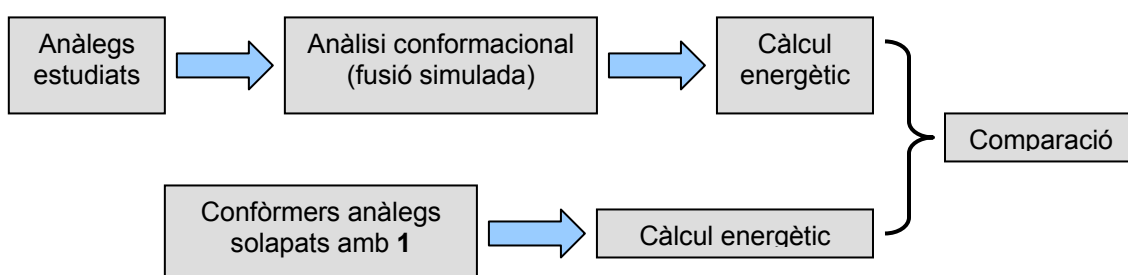 Anàlegs
estudiats
Anàlisi conformacional
(fusió simulada)
Càlcul
energètic
Comparació
Confòrmers anàlegs
solapats amb 1
Càlcul energètic